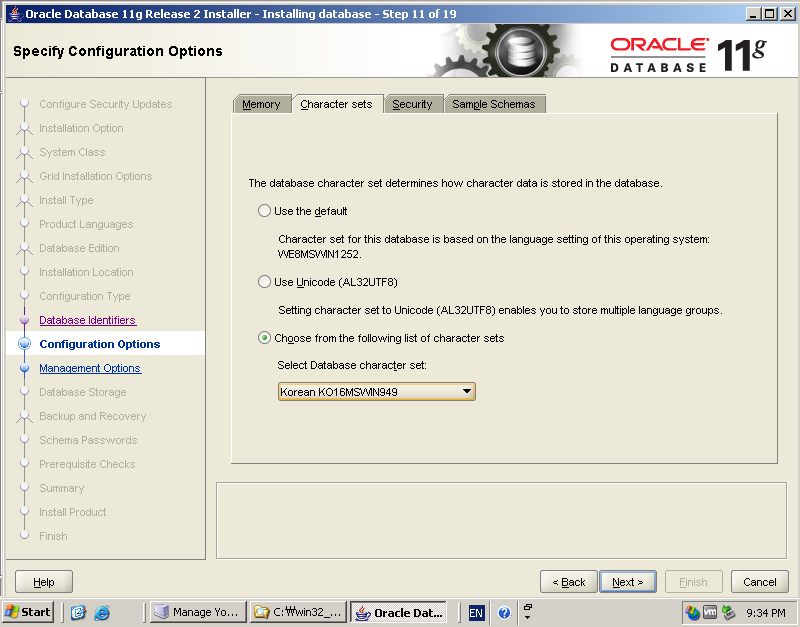 Oracle Database 11g Release 2 Installer - Installing database - Step 11 of 19
Specify Configuration Options
ORACLE®
DATABASE
11g
Configure Security Updates
Installation Option
System Class
Grid Installation Options
Install Type
Product Languages
Database Edition
Installation Location
Configuration Type
Database Identifiers
Configuration Options
Management Options
Database Storage
Backup and Recovery
Schema Passwords
Prerequisite Checks
Summary
Install Product
Finish
Memory
Character sets
Security
Sample Schemas
The database character set determines how character data is stored in the database.
Use the default
Character set for this database is based on the language setting of this operating system:
WE8MSWIN1252.
Use Unicode (AL32UTF8)
Setting character set to Unicode (AL32UTF8) enables you to store multiple language groups.
Choose from the following list of character sets
Select Database character set:
Korean KO16MSWIN949
Help
< Back
Next >
Finish
Cancel
Start
Manage Yo...
C:₩win32_...
Oracle Dat...
EN
9:34 PM